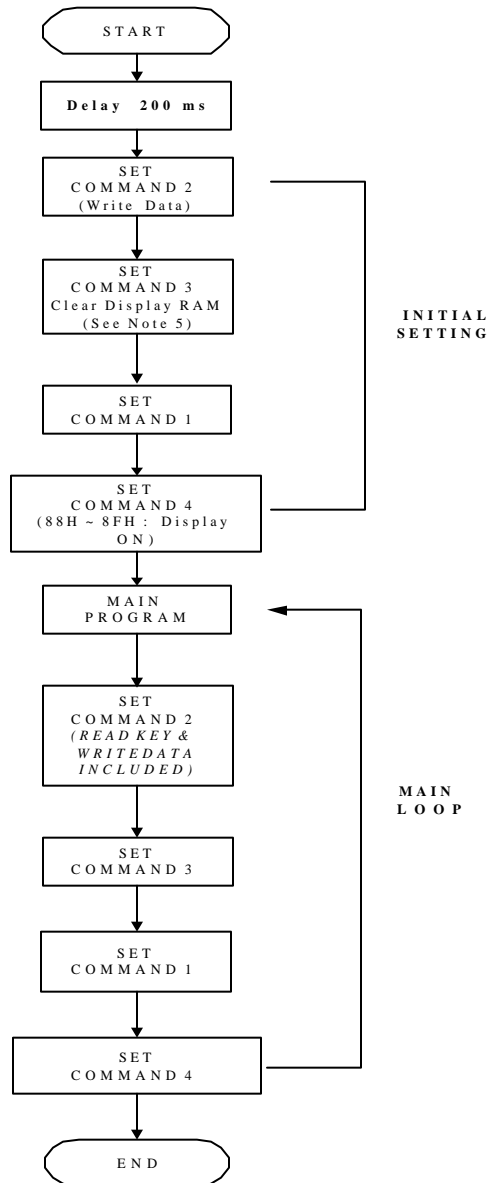 START
Delay 200 ms
SET
COMMAND 2
(Write Data)
SET
COMMAND 3
Clear Display RAM
(See Note 5)
INITIAL
SETTING
SET
COMMAND 1
SET
COMMAND 4
(88H ~ 8FH : Display
ON)
MAIN
PROGRAM
SET
COMMAND 2
(READ KEY &
WRITE DATA
INCLUDED)
MAIN
LOOP
SET
COMMAND 3
SET
COMMAND 1
SET
COMMAND 4
END